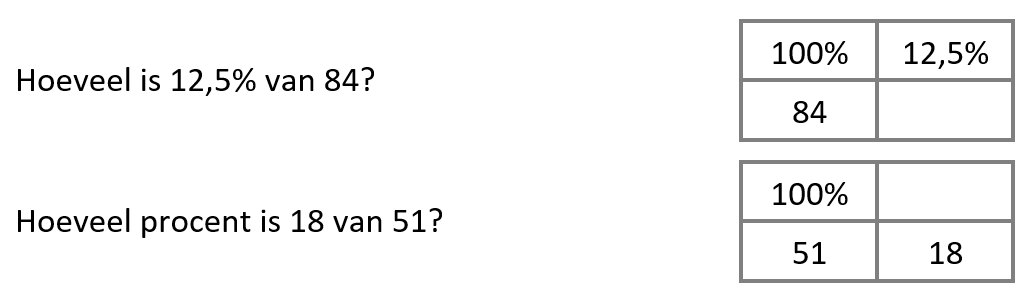 Hoeveel is 12,5% van 84?
100% 12,5%
84
Hoeveel procent is 18 van 51?
100%
51 18